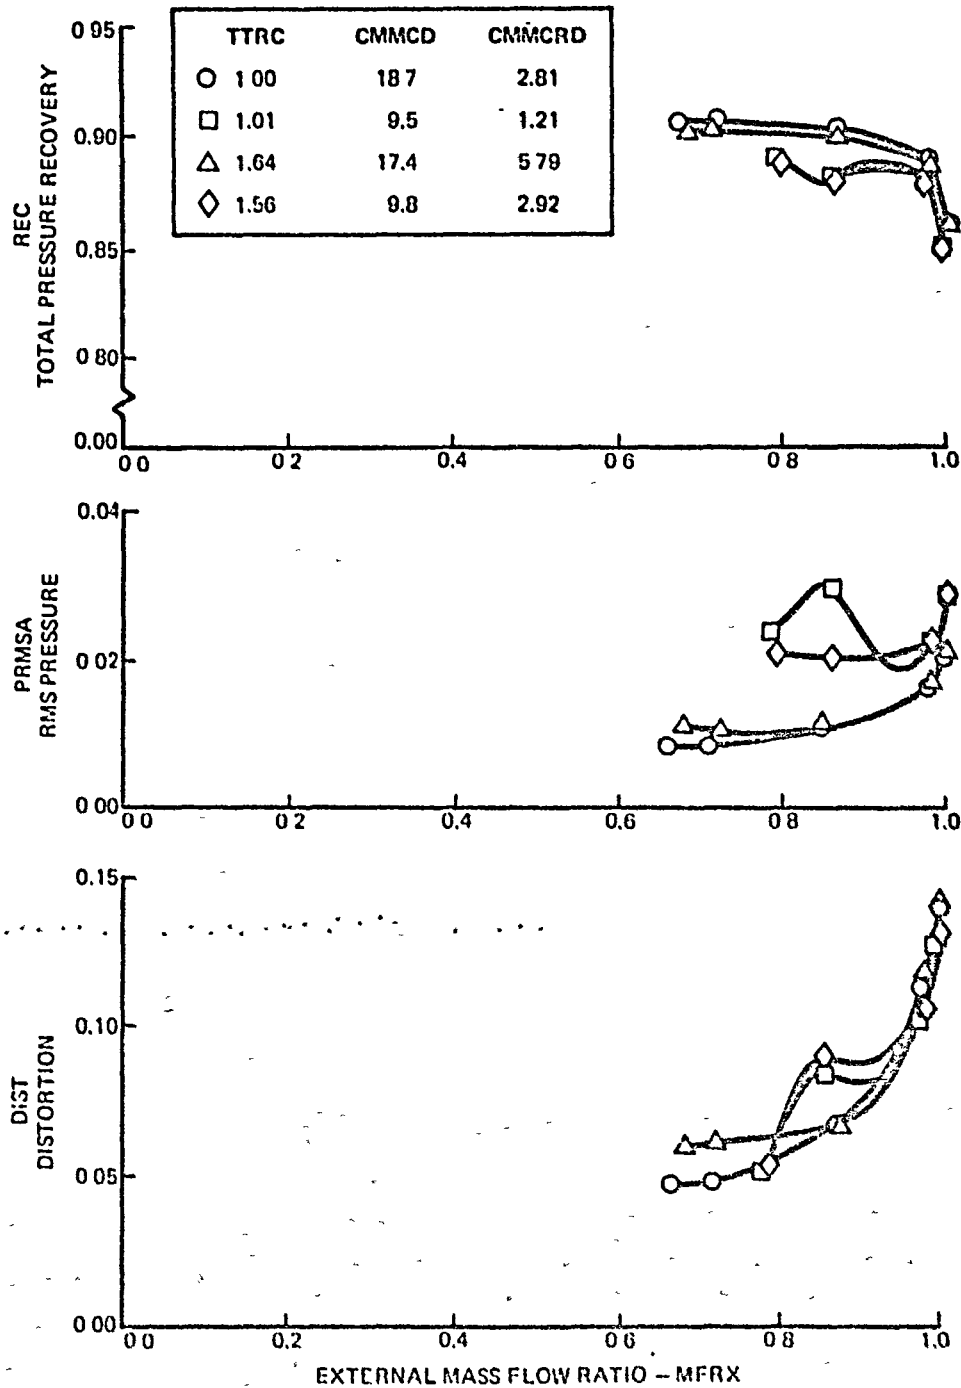 0.95
TTRC CMMCD CMMCRD
1 00 18 7 2.81
1.01 9.5 1.21
1.64 17.4 5 79
1.56 9.8 2.92
0.90
0.85
0 80
0.00
REC
TOTAL PRESSURE RECOVERY
0 0 0 2 0.4 0 6 0 8 1.0
0.04
0 02
0 00
PRMSA
RMS PRESSURE
0 0 0 2 0.4 0 6 0 8 1.0
0.15
0.10
0.05
0 00
DIST
DISTORTION
0 0 0.2 0.4 0 6 0.8 1.0
EXTERNAL MASS FLOW RATIO – MFRX